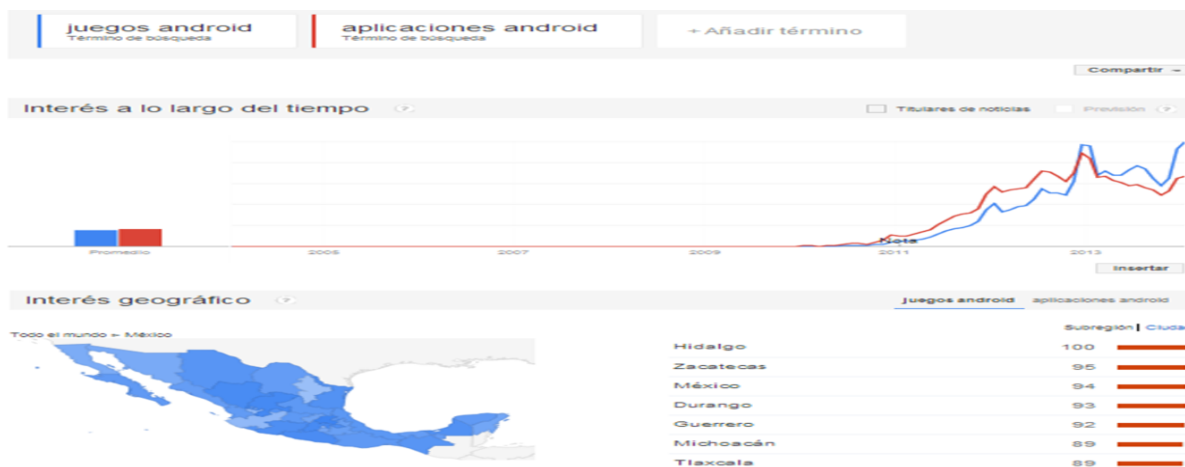 juegos android
Término de búsqueda
aplicaciones android
Término de búsqueda
+ Añadir término
Compartir
Interés a lo largo del tiempo ?
Titulares de noticias
Previsión ?
Nota
Promedio
2005
2007
2009
2011
2013
Insertar
Interés geográfico ?
juegos android aplicaciones android
Todo el mundo > México
Subregión | Ciuda
Hidalgo 100
Zacatecas 95
México 94
Durango 93
Guerrero 92
Michoacán 89
Tlaxcala 89